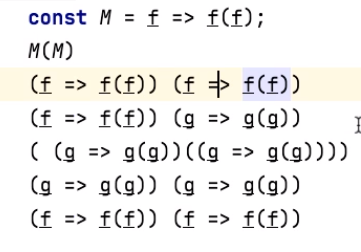 const M = f => f(f);
M(M)
(f => f(f)) (f => f(f))
(f => f(f)) (g => g(g))
( (g => g(g))((g => g(g))))
(g => g(g)) (g => g(g))
(f => f(f)) (f => f(f))